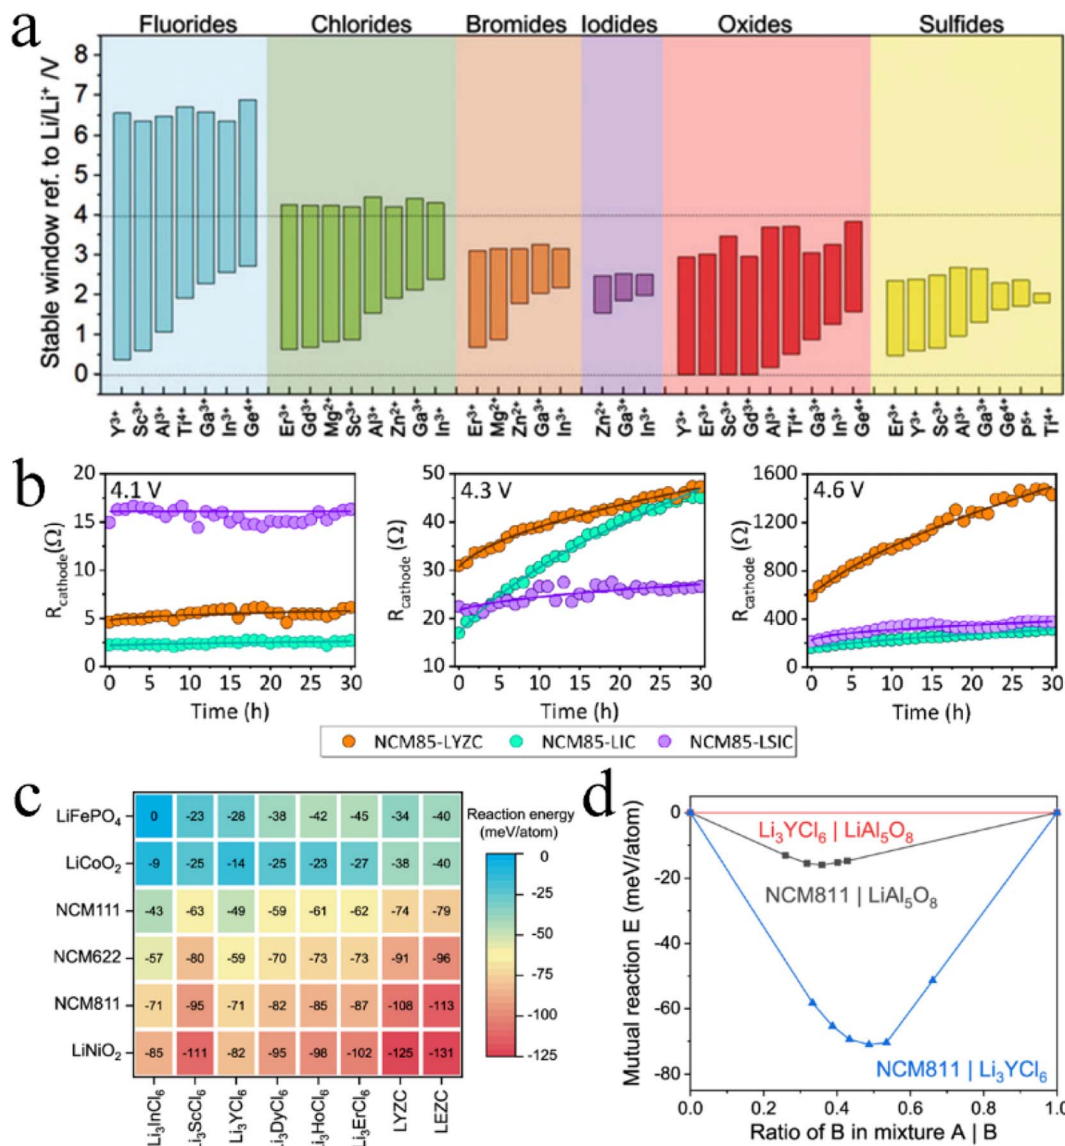 a
Fluorides Chlorides Bromides Iodides Oxides Sulfides
Stable window ref. to Li/Li⁺ /V
8
7
6
5
4
3
2
1
0
Y³⁺ Sc³⁺ Al³⁺ Ti⁴⁺ Ga³⁺ In³⁺ Ge⁴⁺ Er³⁺ Gd³⁺ Mg²⁺ Sc³⁺ Al³⁺ Zn²⁺ Ga³⁺ In³⁺ Er³⁺ Mg²⁺ Zn²⁺ Ga³⁺ In³⁺ Zn²⁺ Ga³⁺ In³⁺ Y³⁺ Er³⁺ Sc³⁺ Gd³⁺ Al³⁺ Ti⁴⁺ Ga³⁺ In³⁺ Ge⁴⁺ Er³⁺ Y³⁺ Sc³⁺ Al³⁺ Ga³⁺ Ge⁴⁺ P⁵⁺ Ti⁴⁺
b
4.1 V
R_cathode (Ω)
20
15
10
5
0
0 5 10 15 20 25 30
Time (h)
4.3 V
R_cathode (Ω)
50
40
30
20
10
0 5 10 15 20 25 30
Time (h)
4.6 V
R_cathode (Ω)
1600
1200
800
400
0
0 5 10 15 20 25 30
Time (h)
NCM85-LYZC NCM85-LIC NCM85-LSIC
c
LiFePO₄ 0 -23 -28 -38 -42 -45 -34 -40
LiCoO₂ -9 -25 -14 -25 -23 -27 -38 -40
NCM111 -43 -63 -49 -59 -61 -62 -74 -79
NCM622 -57 -80 -59 -70 -73 -73 -91 -96
NCM811 -71 -95 -71 -82 -85 -87 -108 -113
LiNiO₂ -85 -111 -82 -95 -98 -102 -125 -131
Li₃InCl₆ Li₃ScCl₆ Li₃YCl₆ Li₃DyCl₆ Li₃HoCl₆ Li₃ErCl₆ LYZC LEZC
Reaction energy
(meV/atom)
0
-25
-50
-75
-100
-125
d
Mutual reaction E (meV/atom)
0
-20
-40
-60
-80
Li₃YCl₆ | LiAl₅O₈
NCM811 | LiAl₅O₈
NCM811 | Li₃YCl₆
0.0 0.2 0.4 0.6 0.8 1.0
Ratio of B in mixture A | B